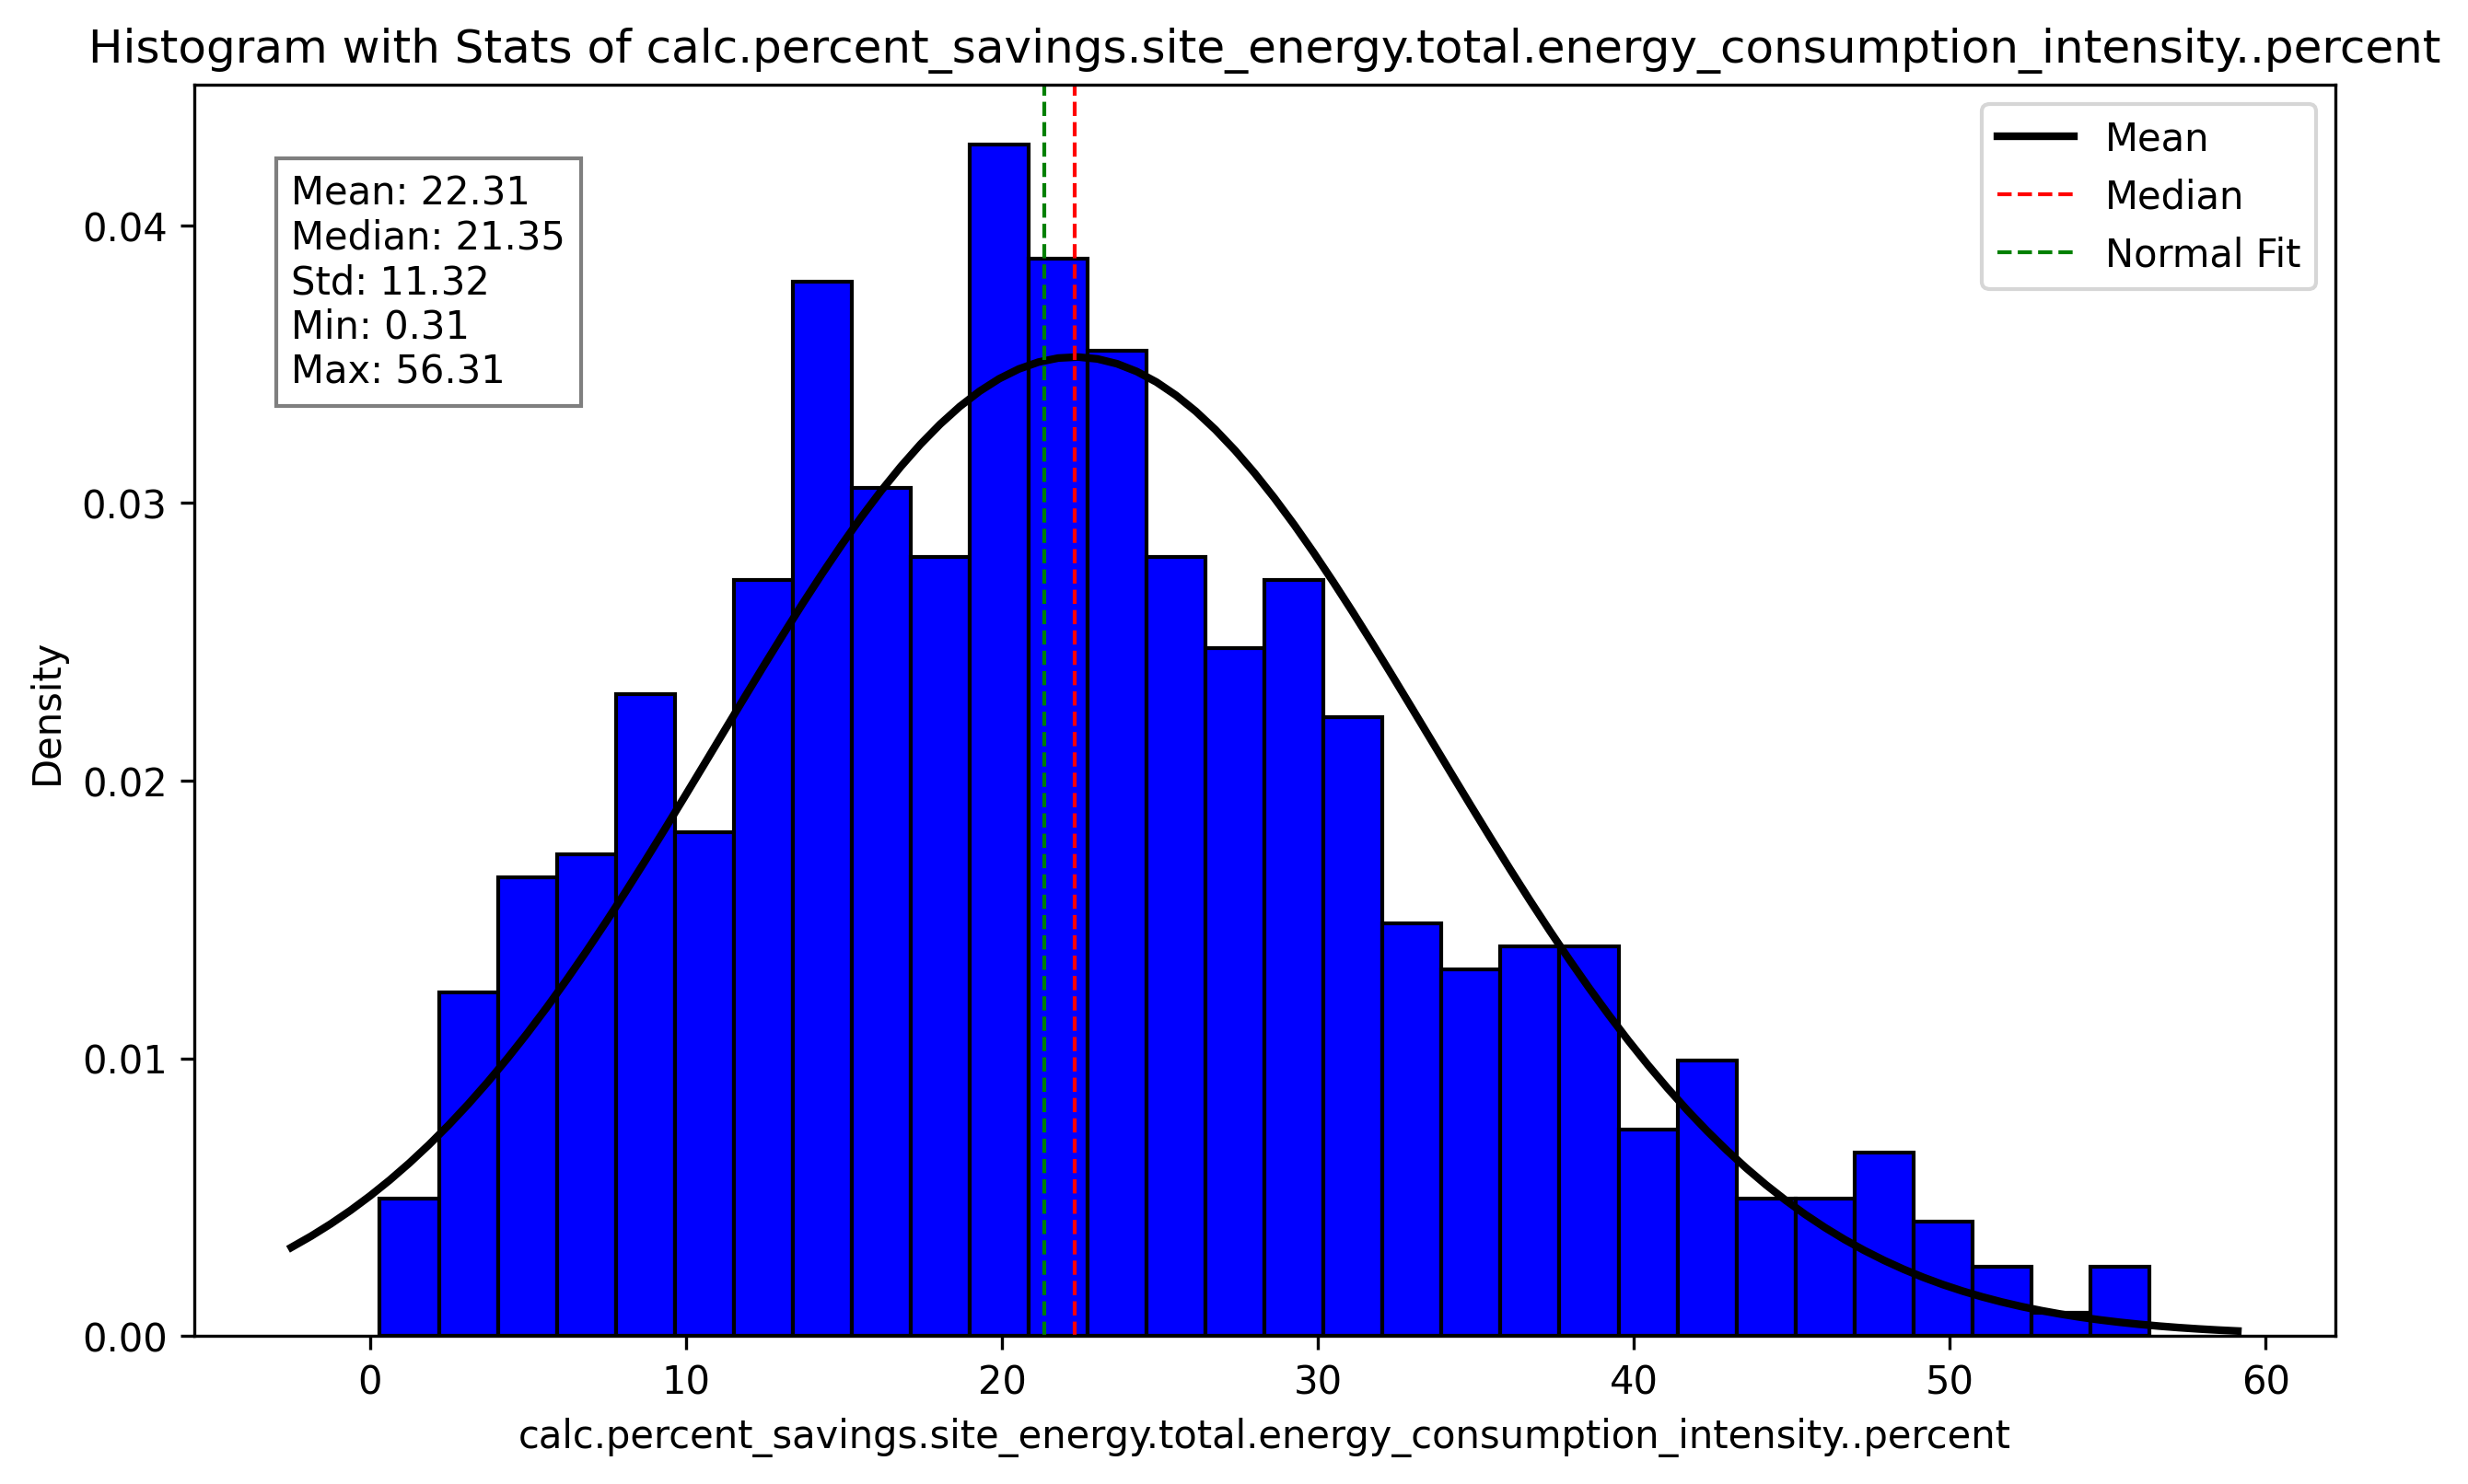 Histogram with Stats of calc.percent_savings.site_energy.total.energy_consumption_intensity..percent
Mean: 22.31
Median: 21.35
Std: 11.32
Min: 0.31
Max: 56.31
Mean
Median
Normal Fit
Density
0.04
0.03
0.02
0.01
0.00
0 10 20 30 40 50 60
calc.percent_savings.site_energy.total.energy_consumption_intensity..percent